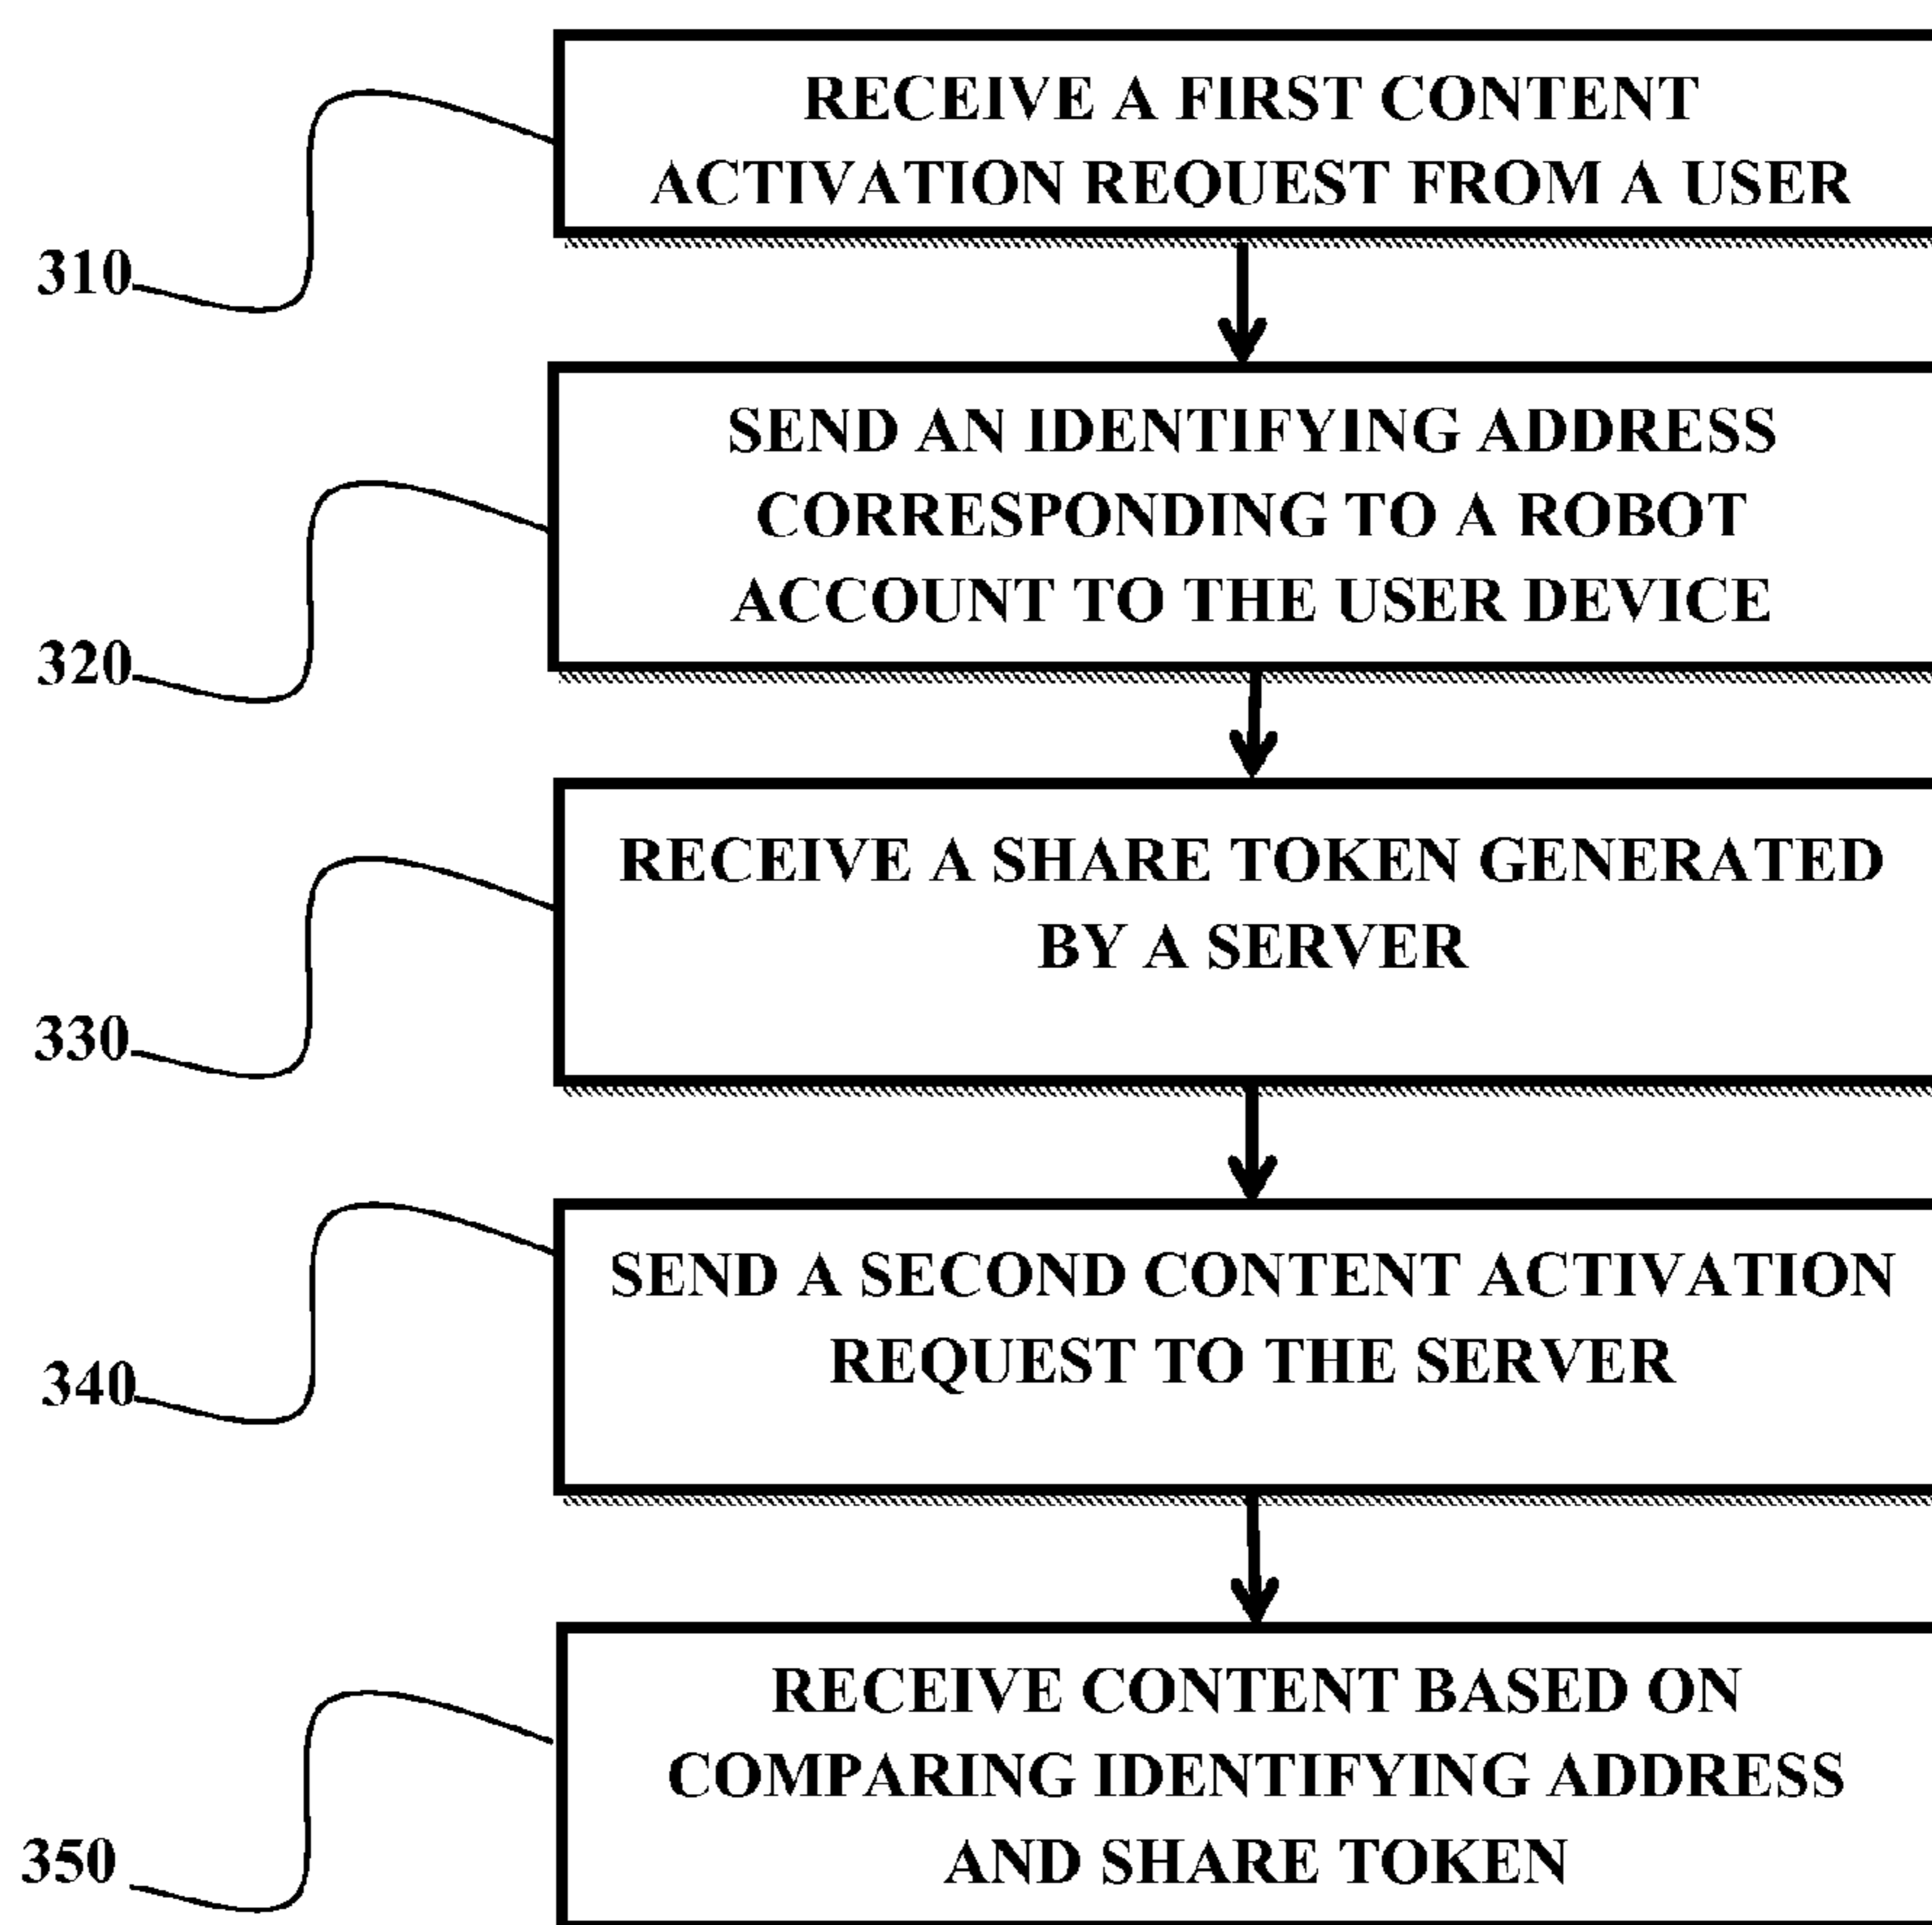 RECEIVE A FIRST CONTENT
ACTIVATION REQUEST FROM A USER
310
SEND AN IDENTIFYING ADDRESS
CORRESPONDING TO A ROBOT
ACCOUNT TO THE USER DEVICE
320
RECEIVE A SHARE TOKEN GENERATED
BY A SERVER
330
SEND A SECOND CONTENT ACTIVATION
REQUEST TO THE SERVER
340
RECEIVE CONTENT BASED ON
COMPARING IDENTIFYING ADDRESS
AND SHARE TOKEN
350